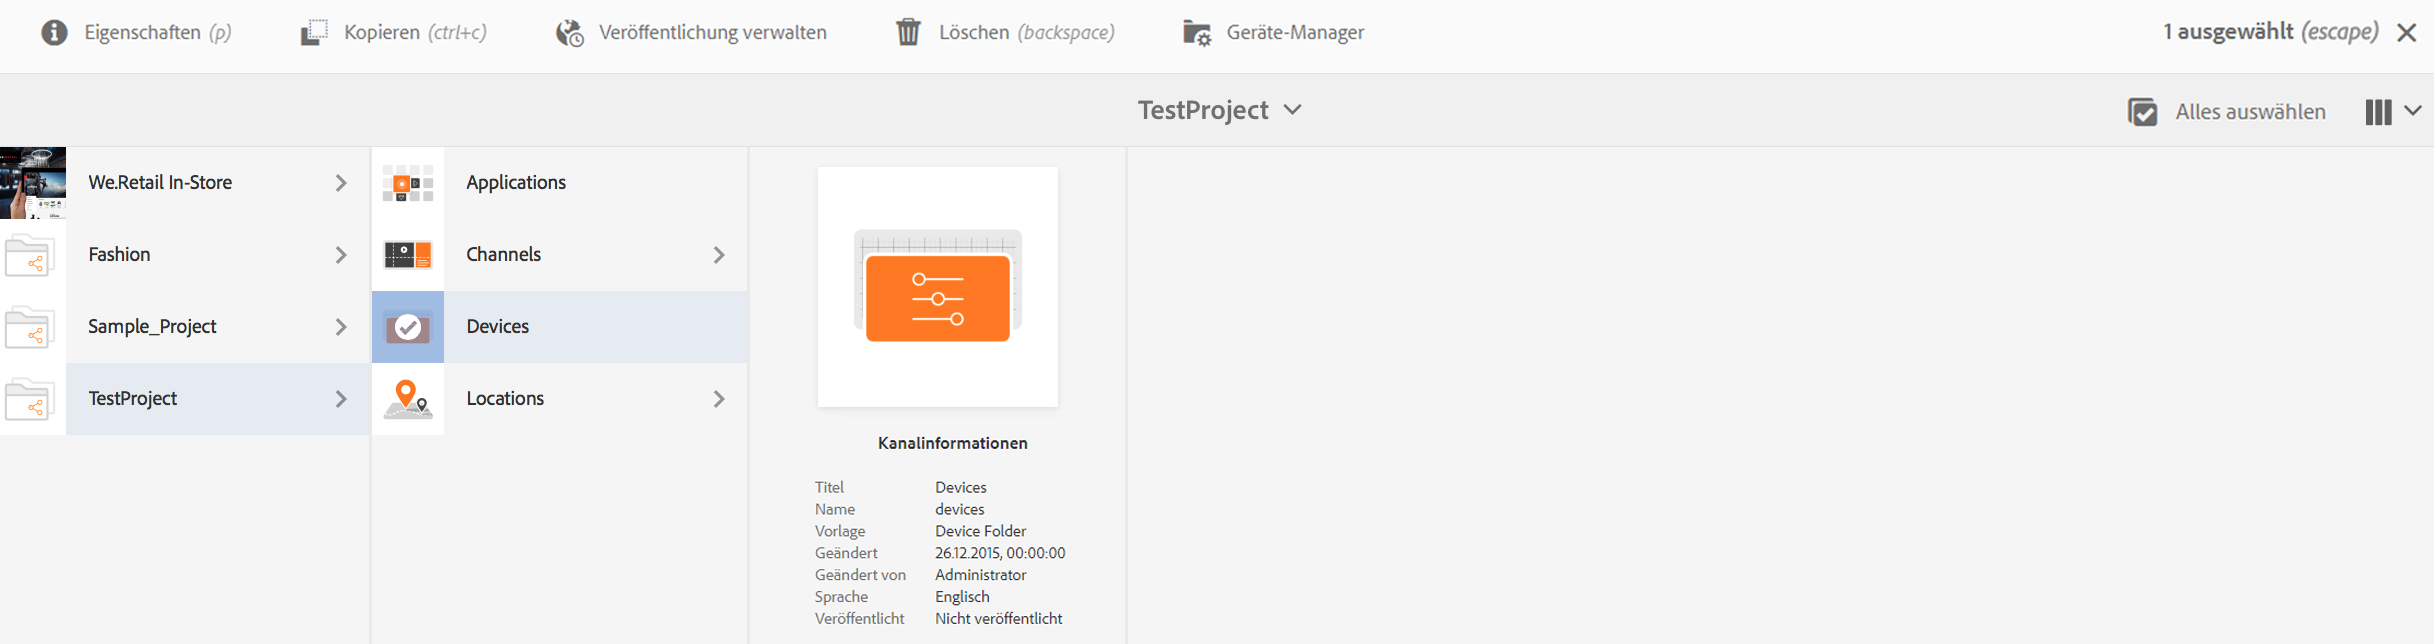 Eigenschaften (p)
Kopieren (ctrl+c)
Veröffentlichung verwalten
Löschen (backspace)
Geräte-Manager
1 ausgewählt (escape)
TestProject
Alles auswählen
We.Retail In-Store
Fashion
Sample_Project
TestProject
Applications
Channels
Devices
Locations
Kanalinformationen
Titel Devices
Name devices
Vorlage Device Folder
Geändert 26.12.2015, 00:00:00
Geändert von Administrator
Sprache Englisch
Veröffentlicht Nicht veröffentlicht